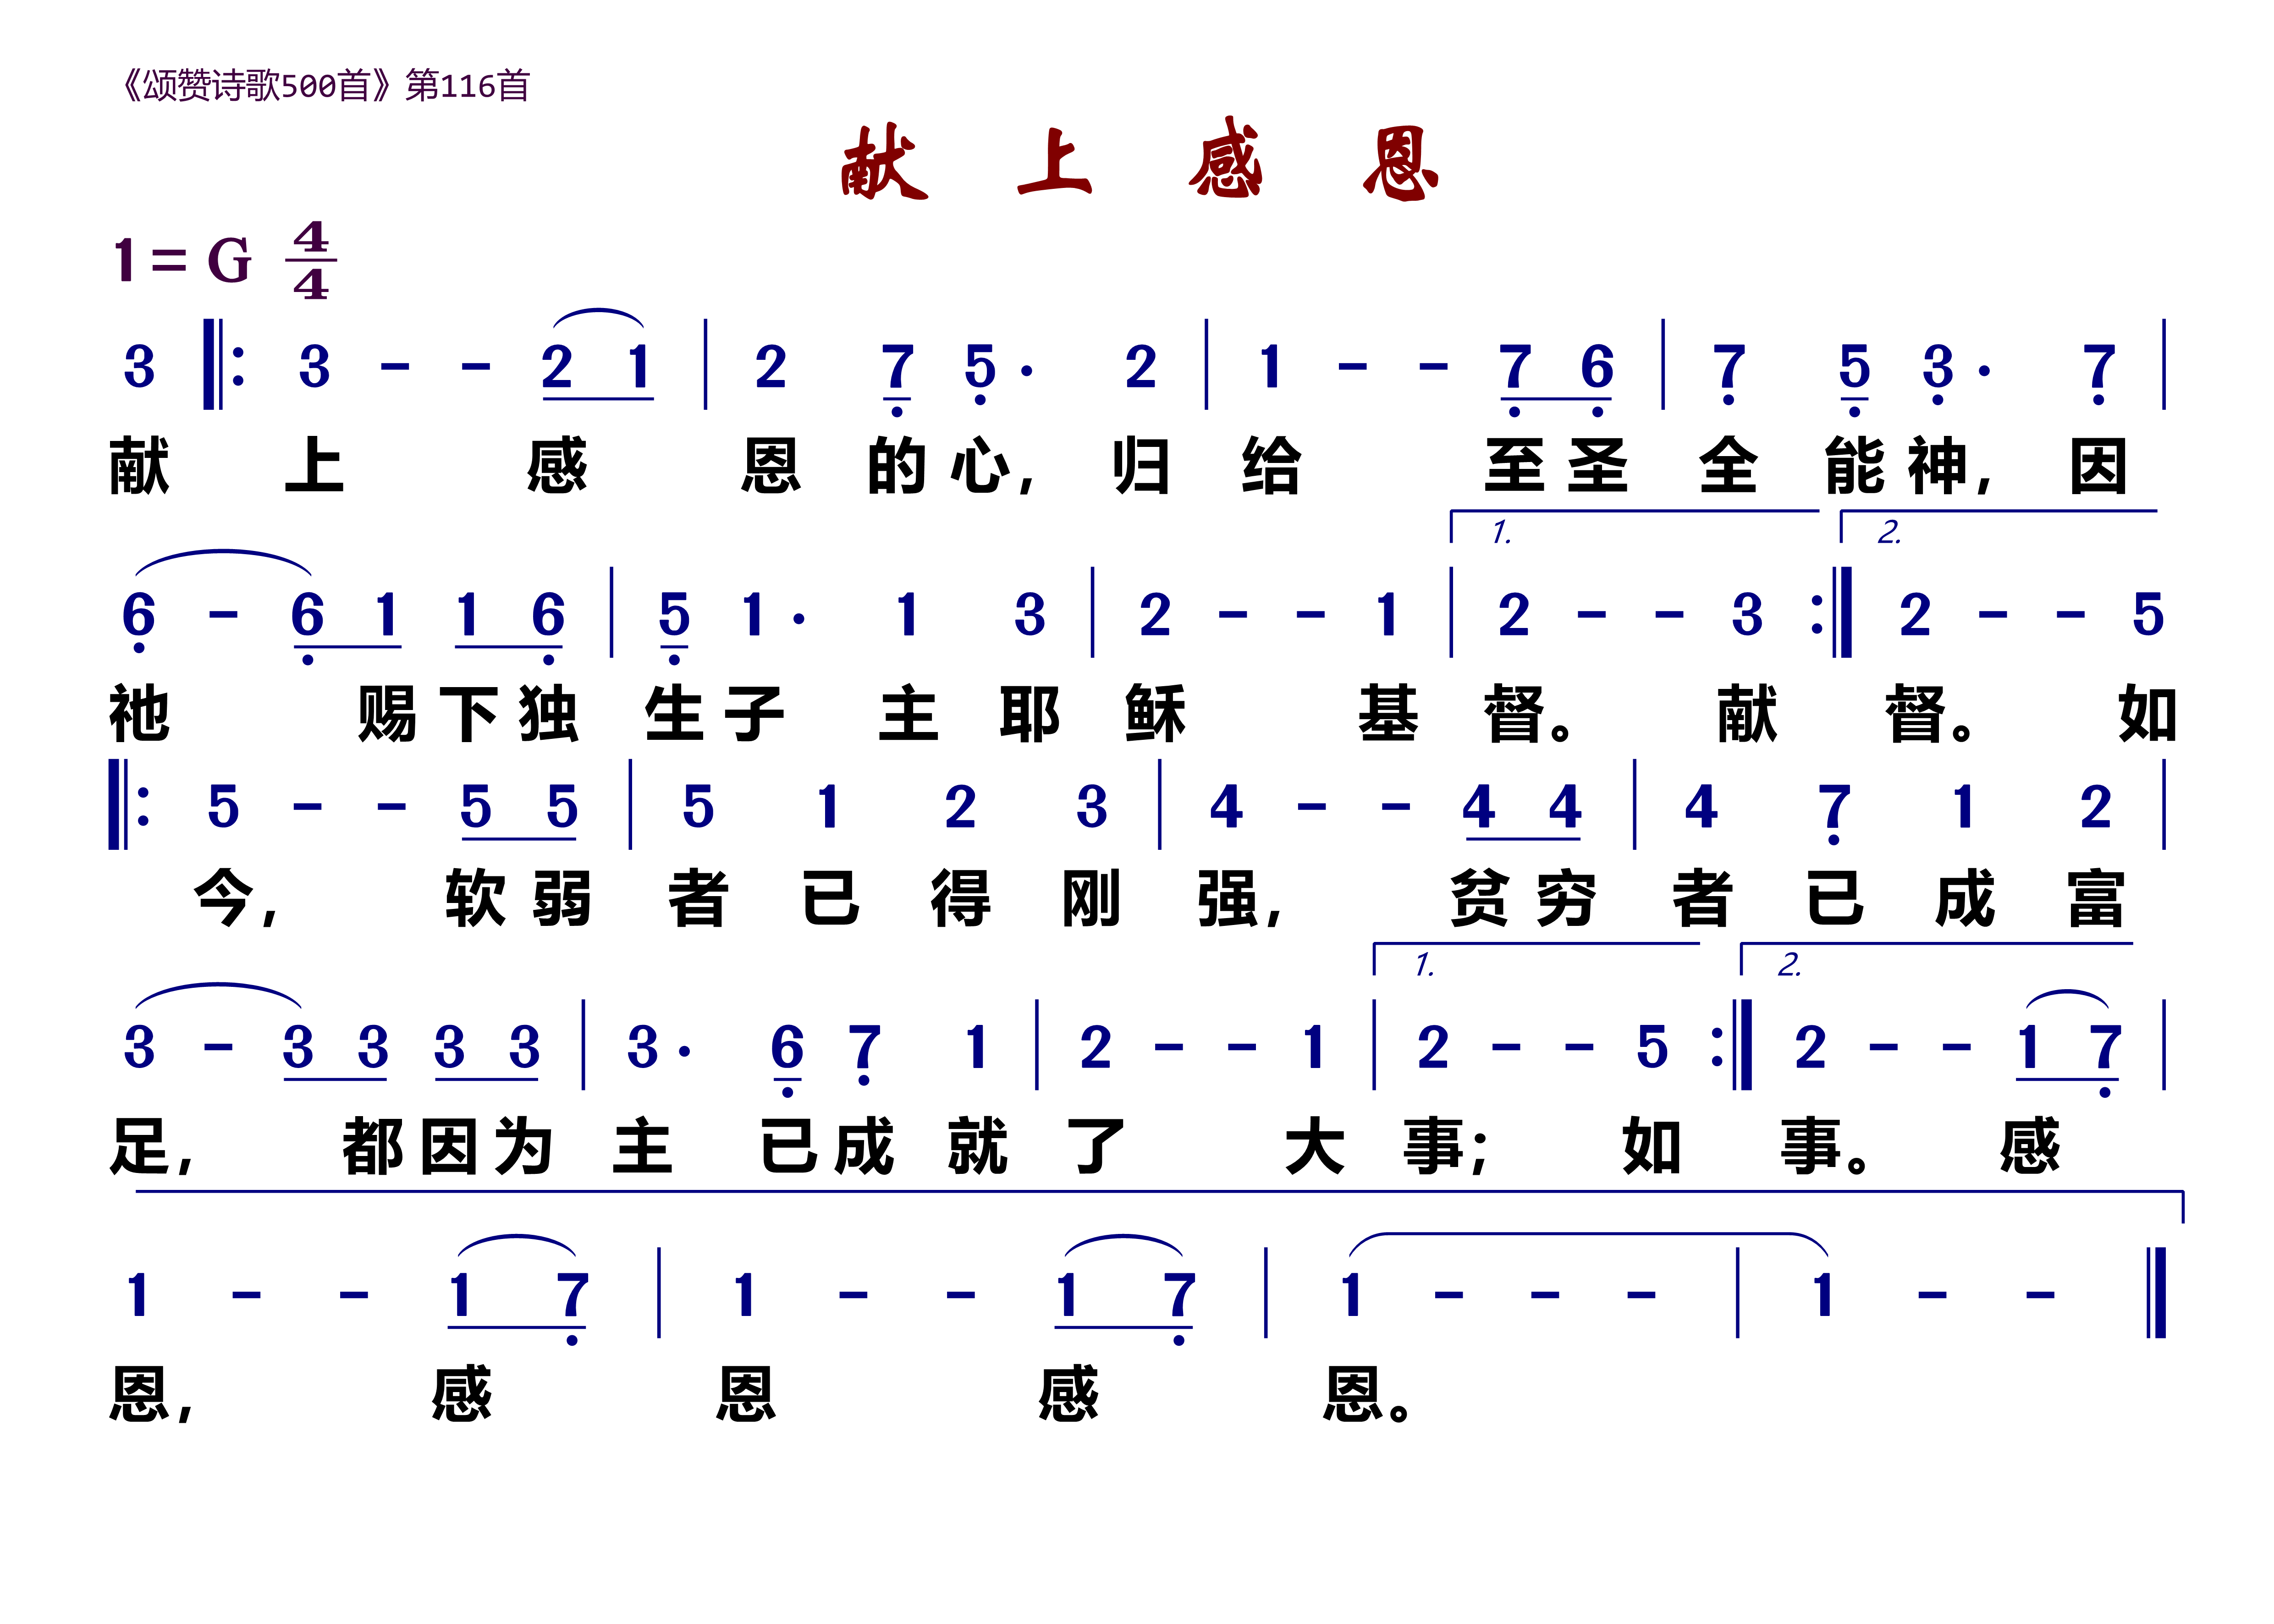 《颂赞诗歌500首》第116首
献 上 感 恩
1= G 4/4
3 ‖: 3 - - 2 1 | 2 7 5 · 2 | 1 - - 7 6 | 7 5 3 · 7 |
献 上 感 恩 的 心, 归 给 至 圣 全 能 神, 因
1. 2.
6 - 6 1 1 6 | 5 1 · 1 3 | 2 - - 1 | 2 - - 3 :‖ 2 - - 5
祂 赐 下 独 生 子 主 耶 稣 基 督。 献 督。 如
‖: 5 - - 5 5 | 5 1 2 3 | 4 - - 4 4 | 4 7 1 2 |
今, 软 弱 者 已 得 刚 强, 贫 穷 者 已 成 富
1. 2.
3 - 3 3 3 3 | 3 · 6 7 1 | 2 - - 1 | 2 - - 5 :‖ 2 - - 1 7 |
足, 都 因 为 主 已 成 就 了 大 事; 如 事。 感
1 - - 1 7 | 1 - - 1 7 | 1 - - - | 1 - - ‖
恩, 感 恩 感 恩。